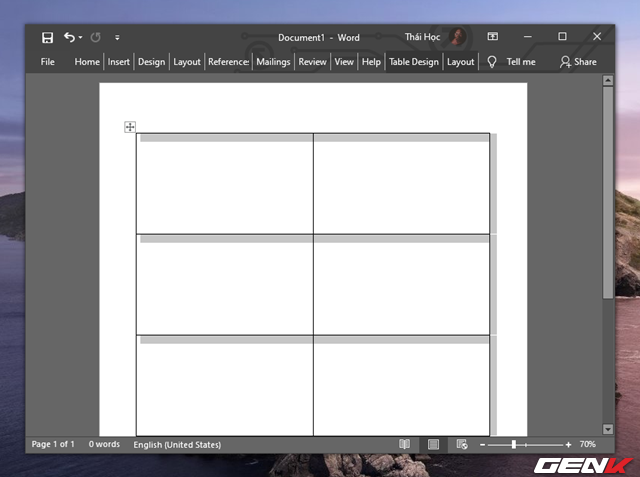 Document1 - Word
Thái Học
File Home Insert Design Layout Reference: Mailings Review View Help Table Design Layout Tell me Share
Page 1 of 1 0 words English (United States) 70%
GENK